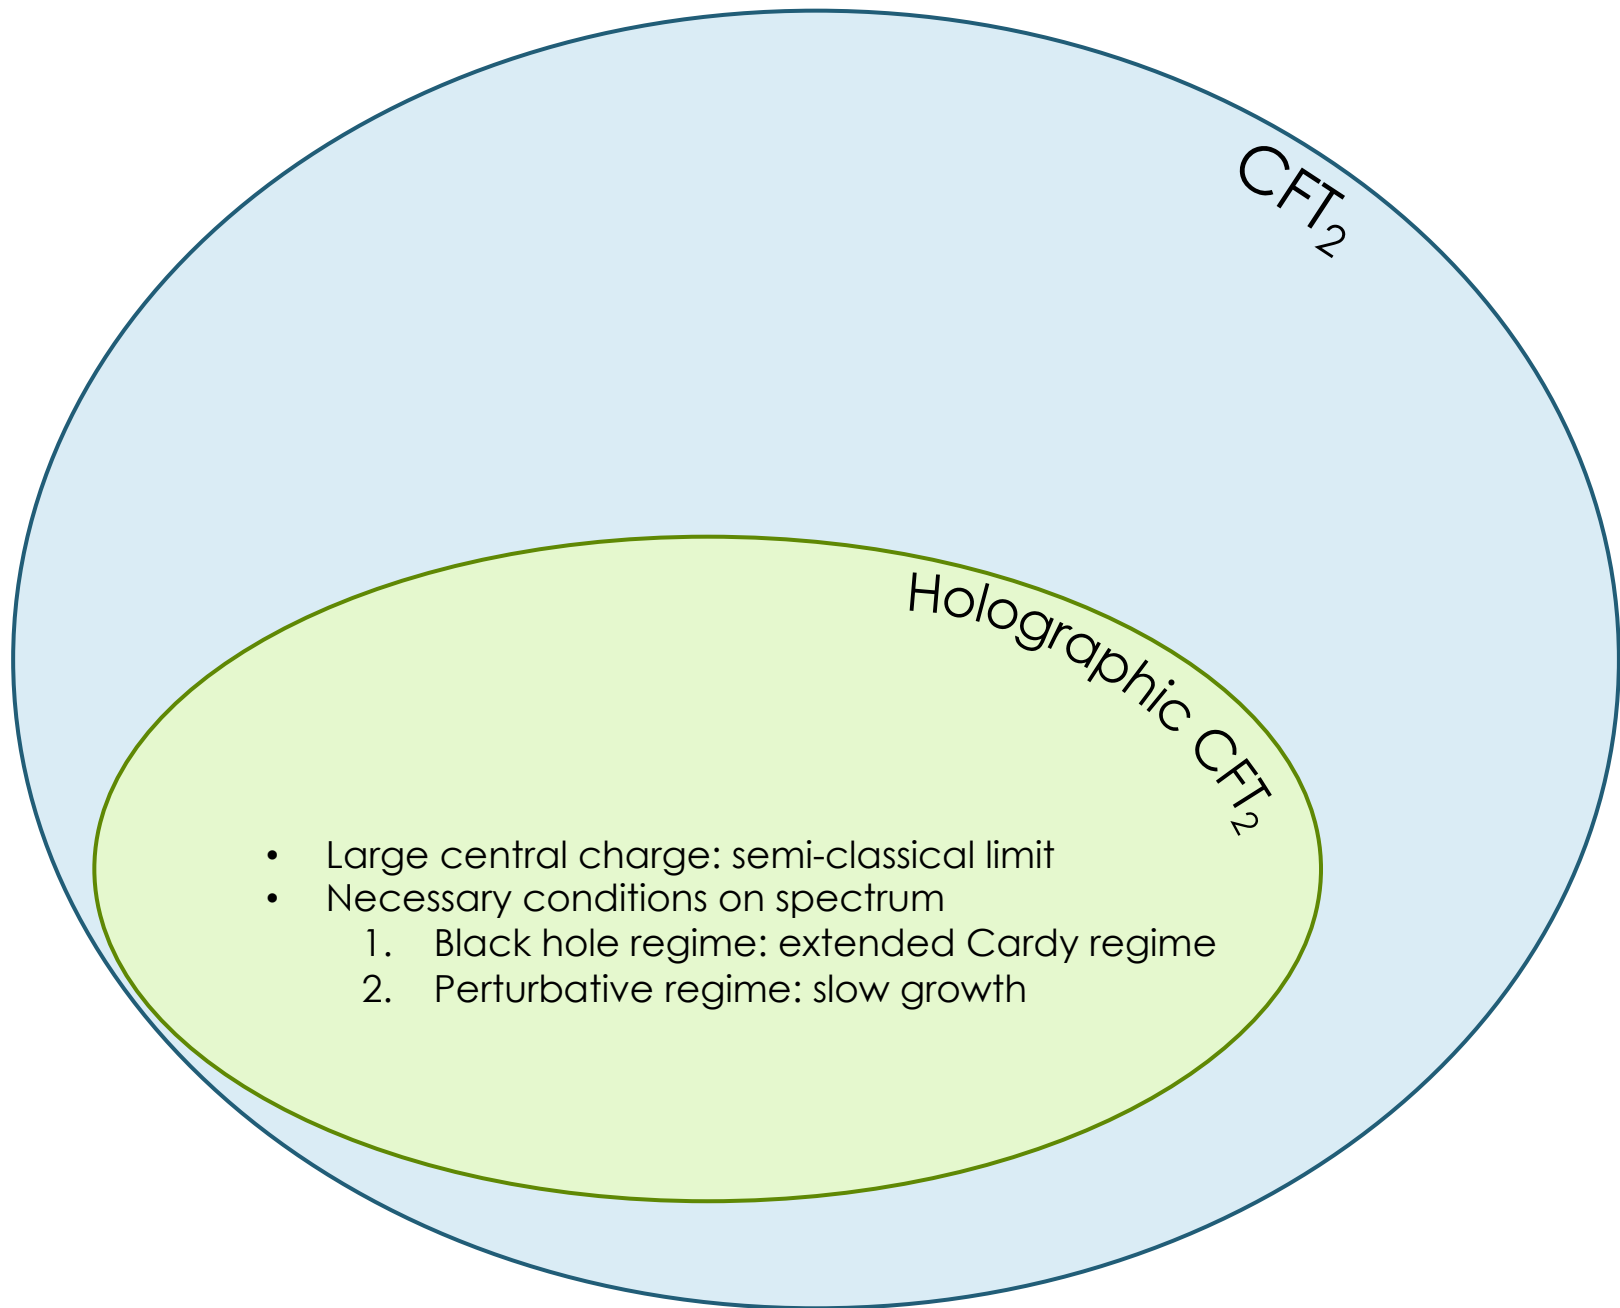 CFT₂
Holographic CFT₂
• Large central charge: semi-classical limit
• Necessary conditions on spectrum
1. Black hole regime: extended Cardy regime
2. Perturbative regime: slow growth